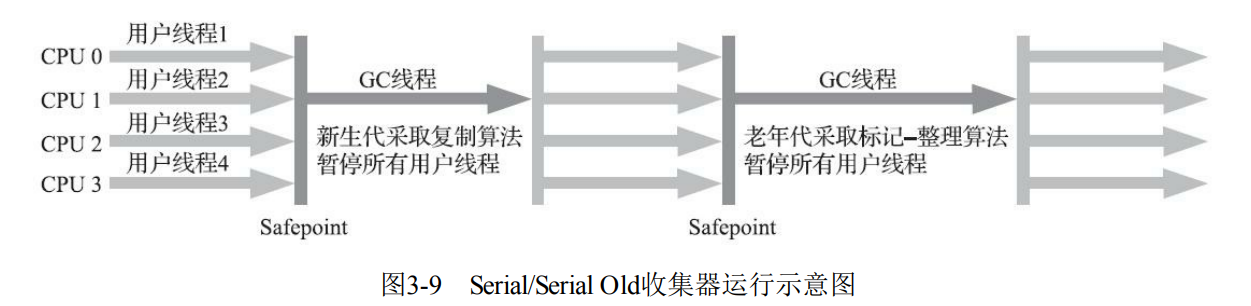 用户线程1
CPU 0
用户线程2
GC线程
GC线程
CPU 1
用户线程3
新生代采取复制算法
老年代采取标记–整理算法
CPU 2
用户线程4
暂停所有用户线程
暂停所有用户线程
CPU 3
Safepoint
Safepoint
图3-9 Serial/Serial Old收集器运行示意图